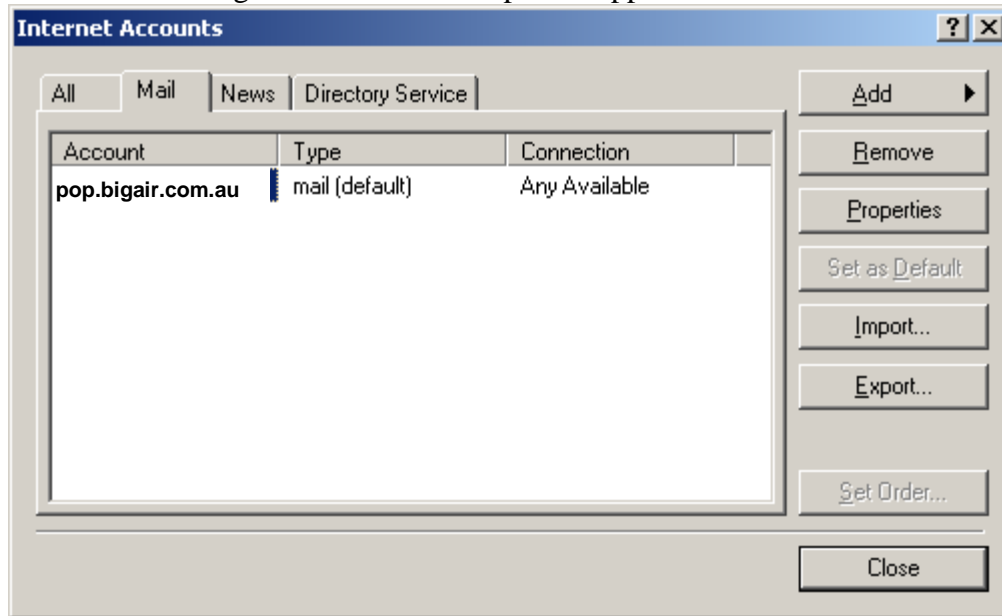 Internet Accounts
All Mail News Directory Service
Add
Account Type Connection
Remove
pop.bigair.com.au mail (default) Any Available
Properties
Set as Default
Import...
Export...
Set Order...
Close